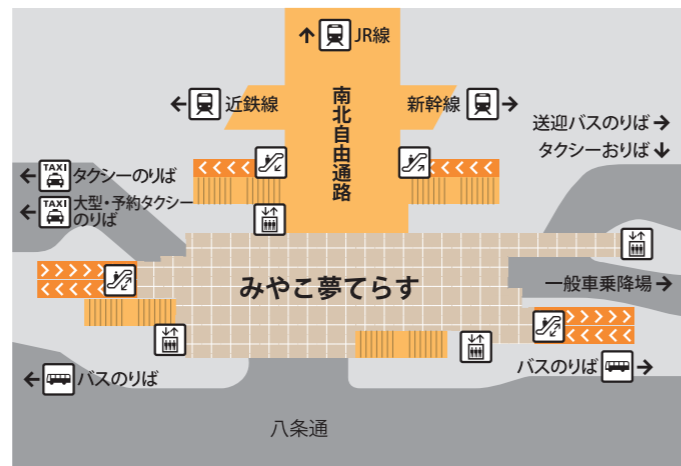 ↑ JR線
← 近鉄線
新幹線 →
南北自由通路
送迎バスのりば →
タクシーおりば ↓
← TAXI タクシーのりば
← TAXI 大型・予約タクシー
のりば
みやこ夢てらす
一般車乗降場 →
← バスのりば
バスのりば →
八条通